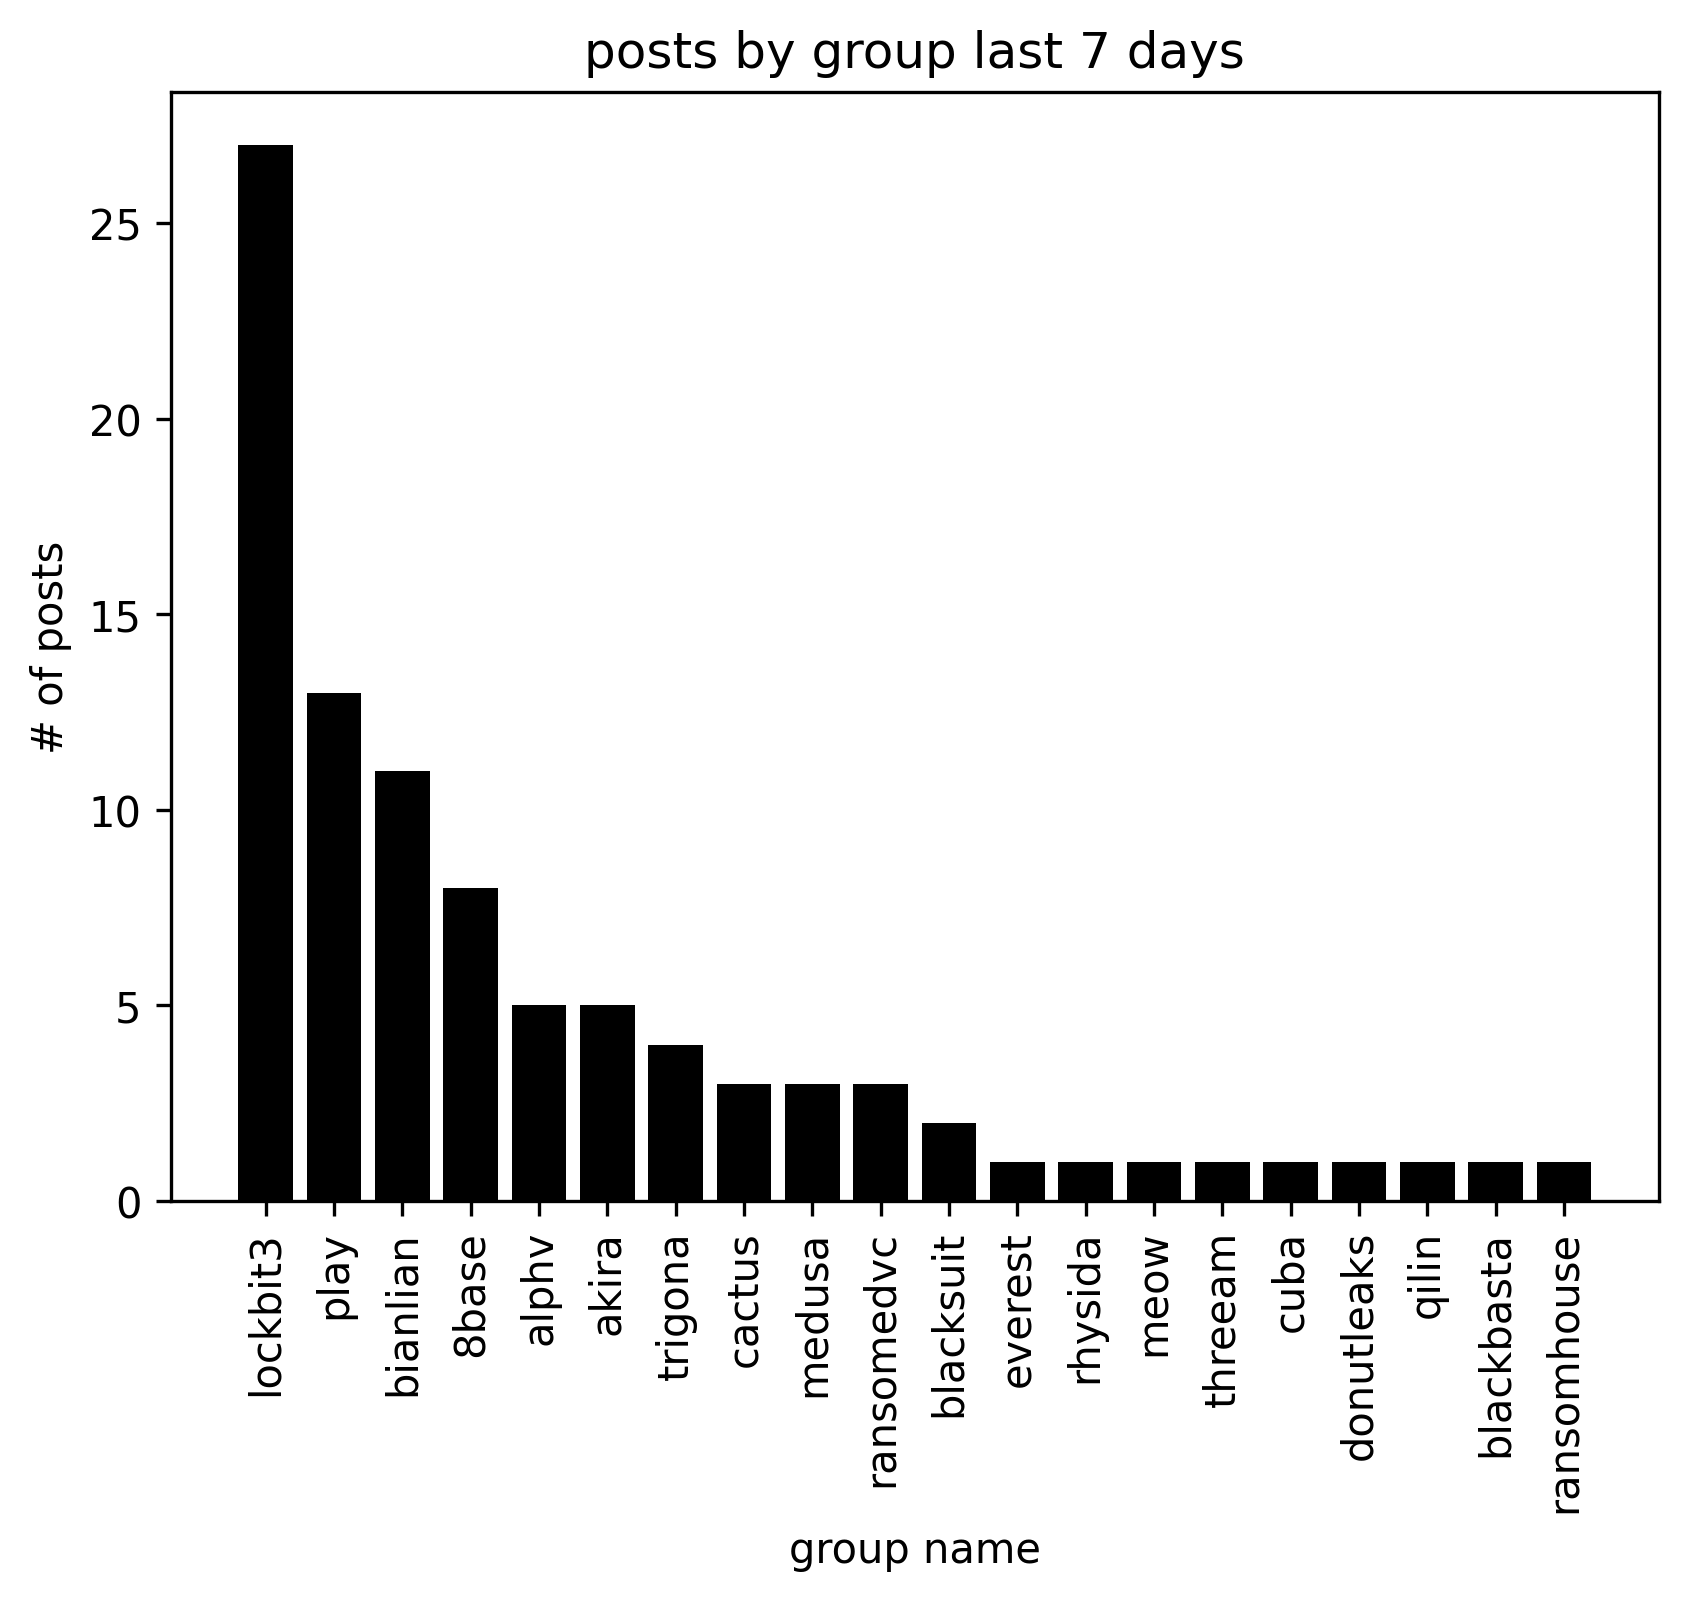 posts by group last 7 days
# of posts
25
20
15
10
5
0
lockbit3
play
bianlian
8base
alphv
akira
trigona
cactus
medusa
ransomedvc
blacksuit
everest
rhysida
meow
threeam
cuba
donutleaks
qilin
blackbasta
ransomhouse
group name